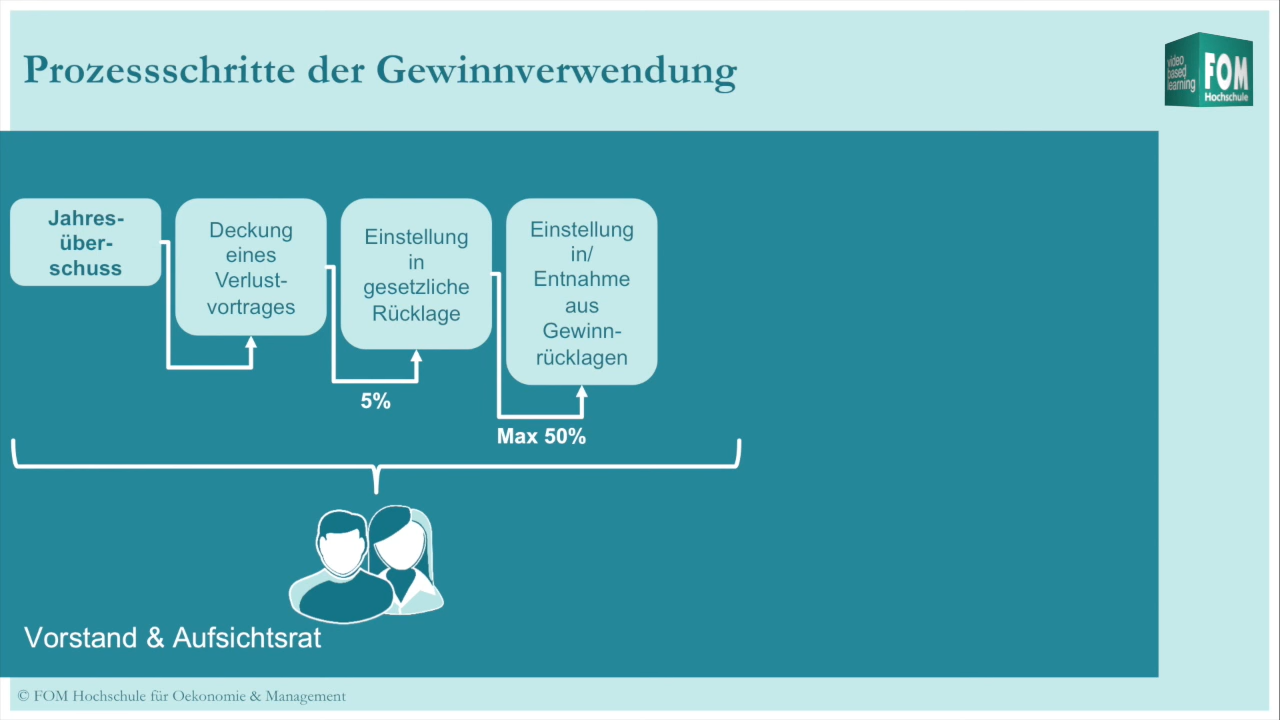 Prozessschritte der Gewinnverwendung
video
based
learning
FOM
Hochschule
Jahres-
über-
schuss
Deckung
eines
Verlust-
vortrages
Einstellung
in
gesetzliche
Rücklage
Einstellung
in/
Entnahme
aus
Gewinn-
rücklagen
5%
Max 50%
Vorstand & Aufsichtsrat
© FOM Hochschule für Oekonomie & Management